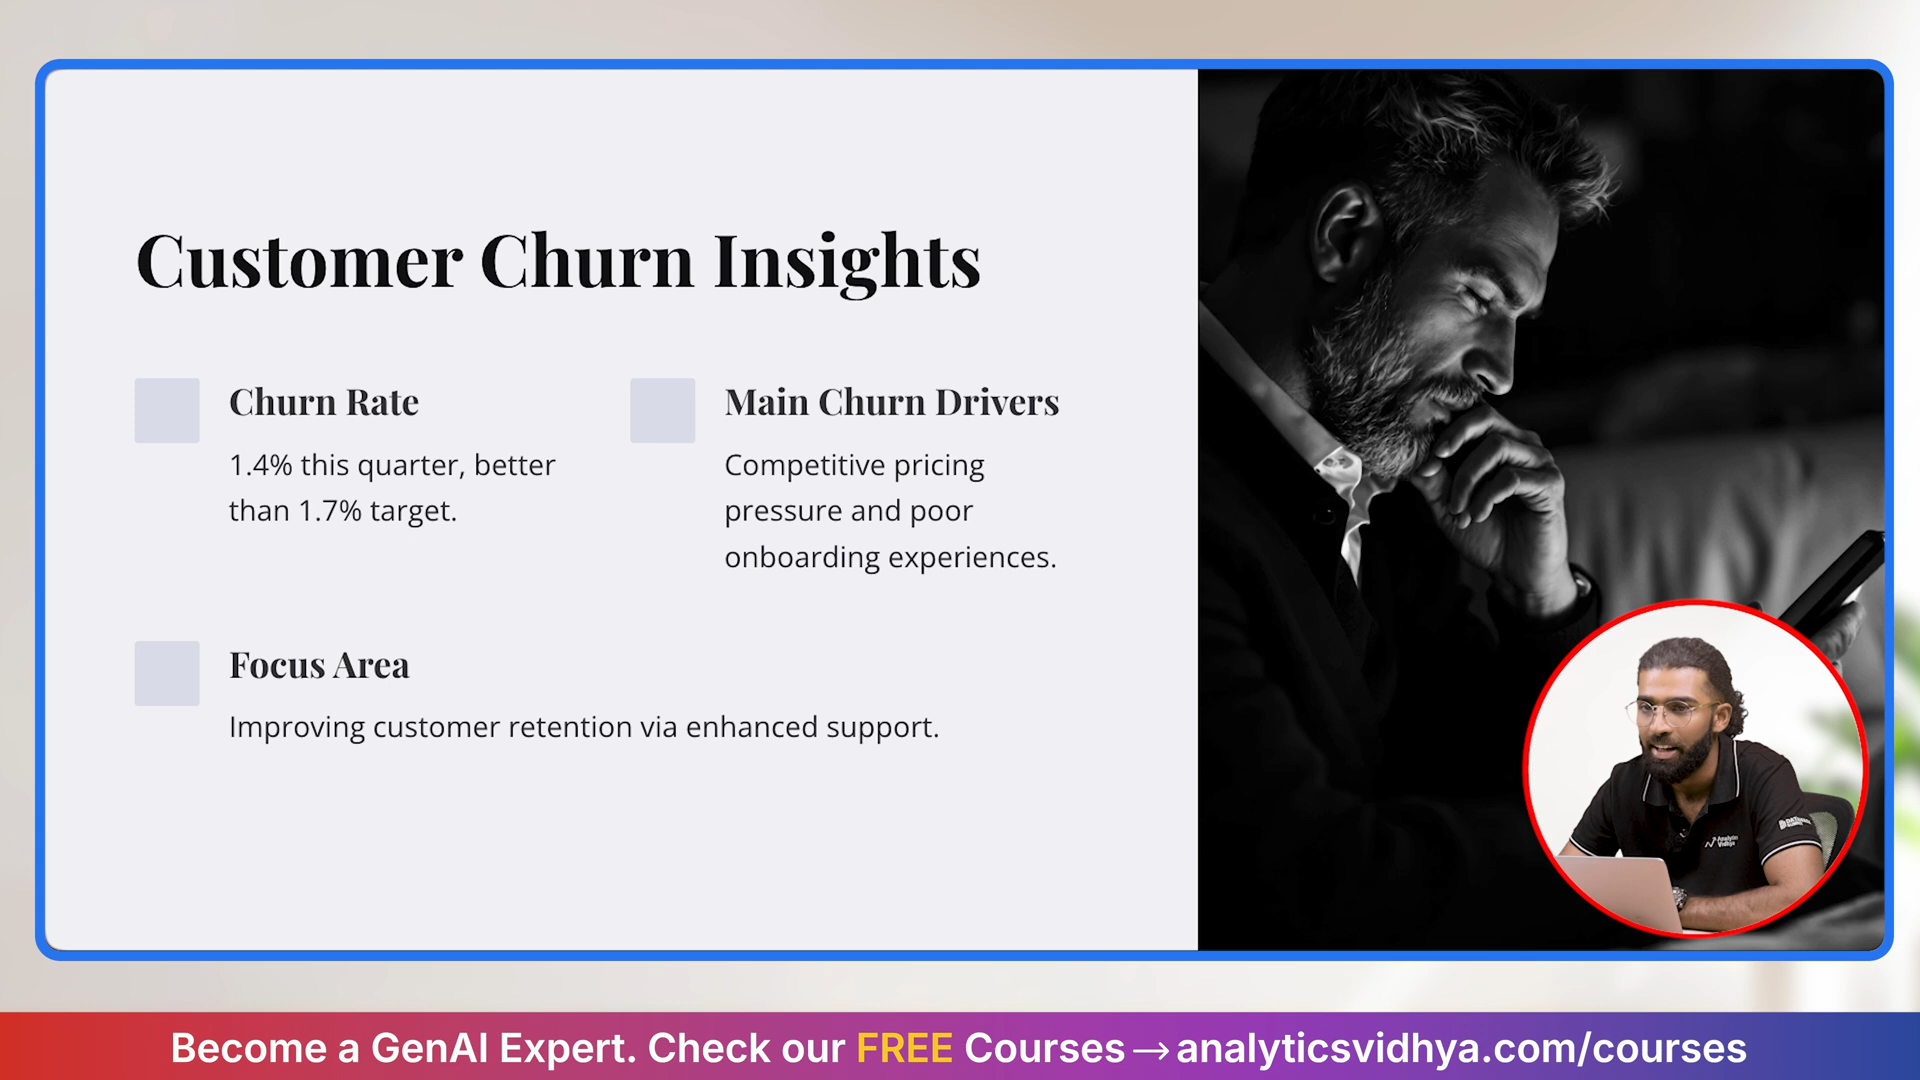 Customer Churn Insights
Churn Rate
1.4% this quarter, better
than 1.7% target.
Main Churn Drivers
Competitive pricing
pressure and poor
onboarding experiences.
Focus Area
Improving customer retention via enhanced support.
Analytics
Vidhya
Become a GenAI Expert. Check our FREE Courses→analyticsvidhya.com/courses